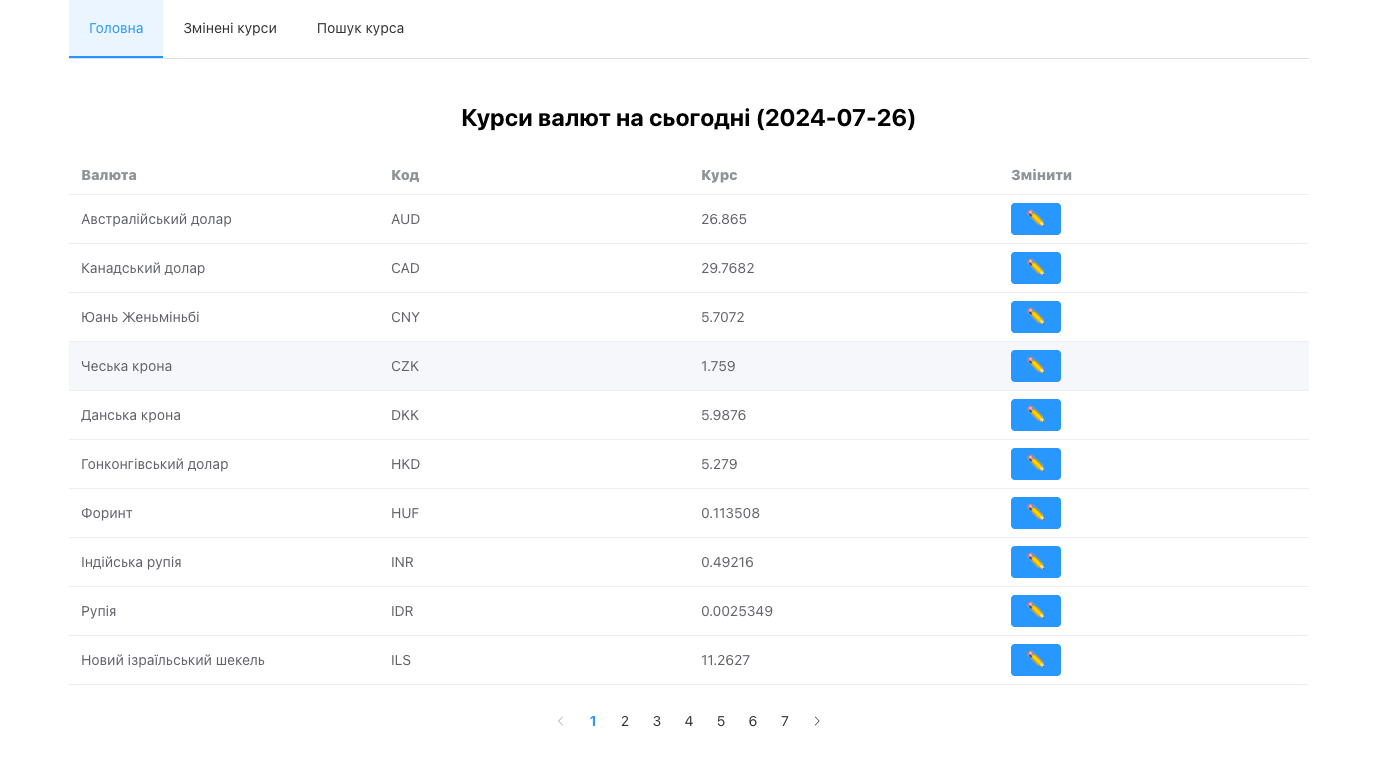 Головна Змінені курси Пошук курса
Курси валют на сьогодні (2024-07-26)
Валюта Код Курс Змінити
Австралійський долар AUD 26.865
Канадський долар CAD 29.7682
Юань Женьміньбі CNY 5.7072
Чеська крона CZK 1.759
Данська крона DKK 5.9876
Гонконгівський долар HKD 5.279
Форинт HUF 0.113508
Індійська рупія INR 0.49216
Рупія IDR 0.0025349
Новий ізраїльський шекель ILS 11.2627
1 2 3 4 5 6 7